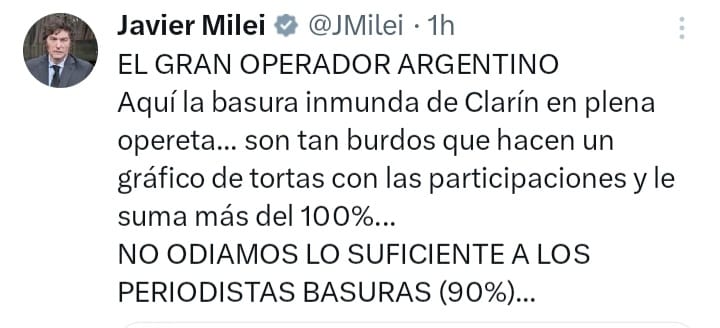 Javier Milei @JMilei · 1h
EL GRAN OPERADOR ARGENTINO
Aquí la basura inmunda de Clarín en plena
opereta... son tan burdos que hacen un
gráfico de tortas con las participaciones y le
suma más del 100%...
NO ODIAMOS LO SUFICIENTE A LOS
PERIODISTAS BASURAS (90%)...